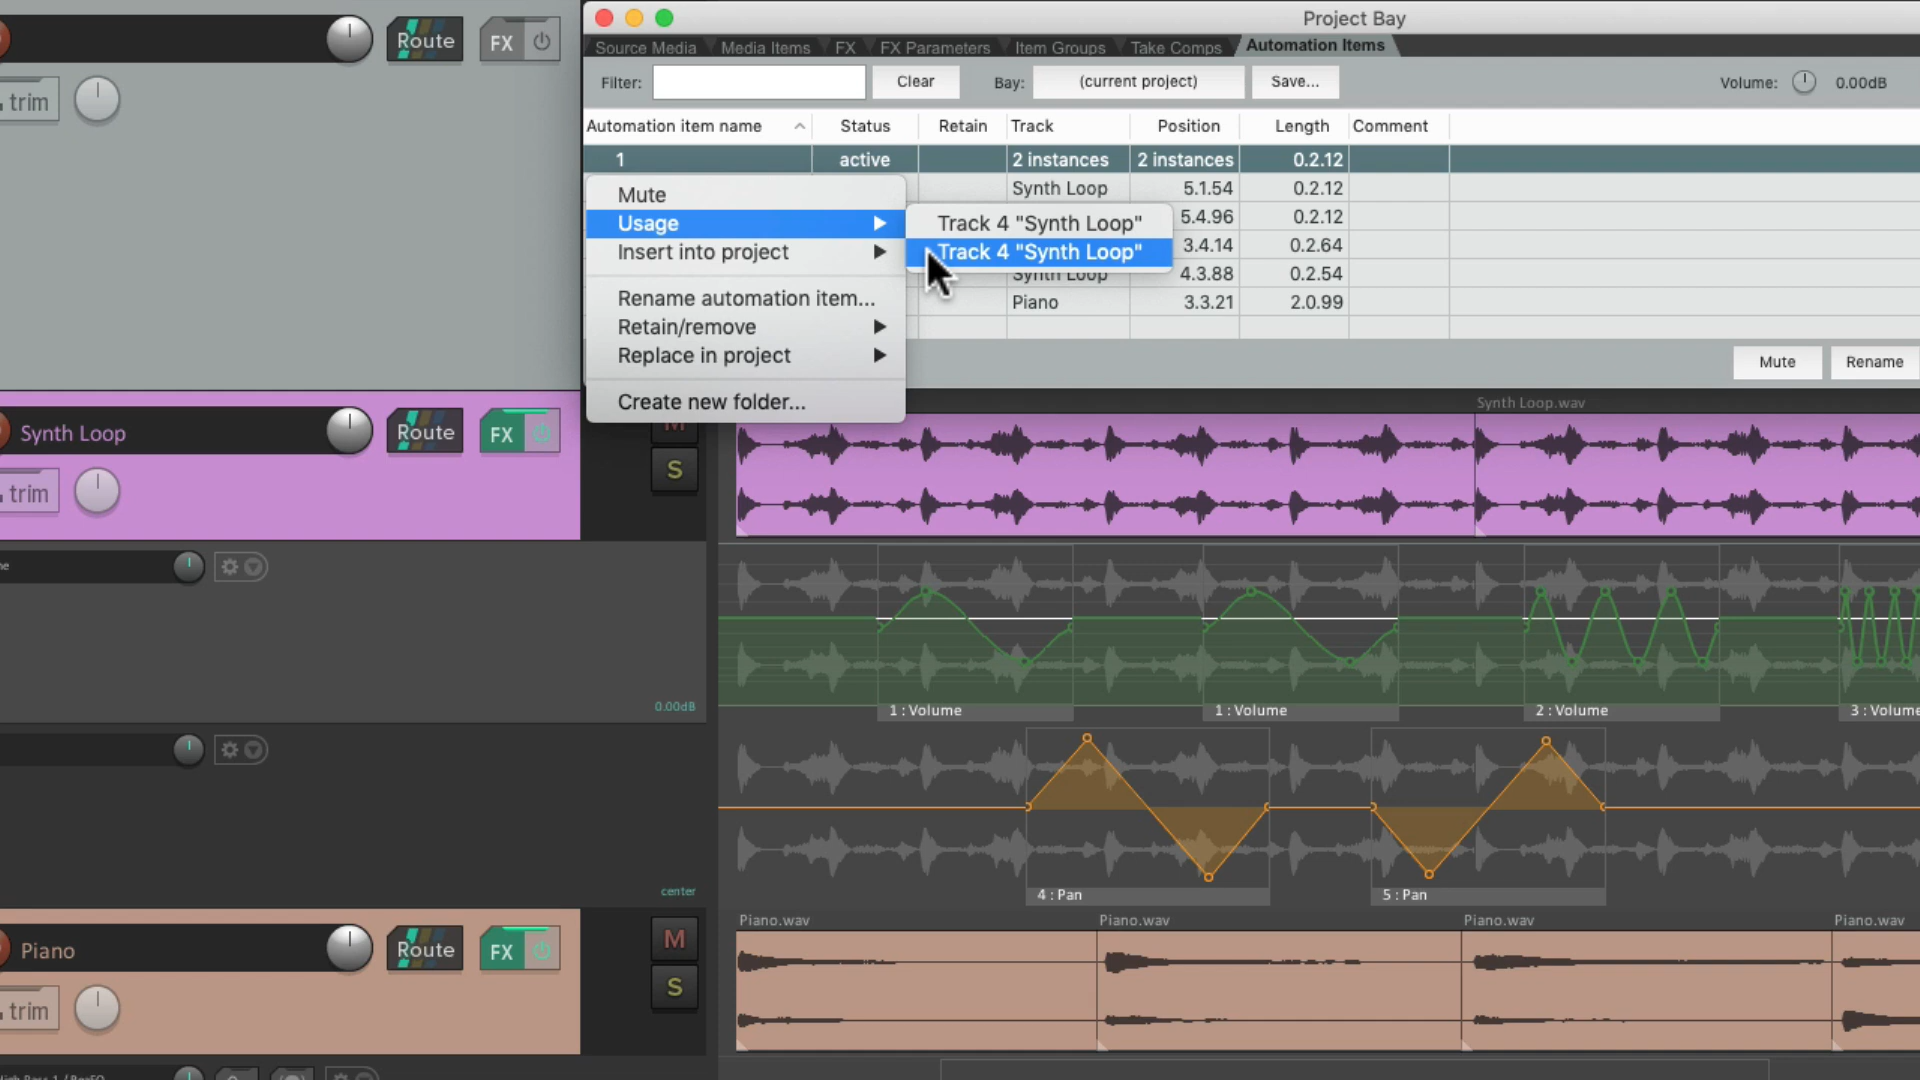 Project Bay
Source Media Media Items FX FX Parameters Item Groups Take Comps Automation Items
Filter: Clear Bay: (current project) Save... Volume: 0.00dB
Automation item name Status Retain Track Position Length Comment
1 active 2 instances 2 instances 0.2.12
Synth Loop 5.1.54 0.2.12
5.4.96 0.2.12
3.4.14 0.2.64
Synth Loop 4.3.88 0.2.54
Piano 3.3.21 2.0.99
Mute
Usage
Insert into project
Rename automation item...
Retain/remove
Replace in project
Create new folder...
Track 4 "Synth Loop"
Track 4 "Synth Loop"
Mute Rename
Route FX
trim
Synth Loop Route FX
trim
M
S
Synth Loop.wav
0.00dB
1 : Volume 1 : Volume 2 : Volume 3 : Volume
center
4 : Pan 5 : Pan
Piano Route FX
trim
M
S
Piano.wav Piano.wav Piano.wav Piano.wav